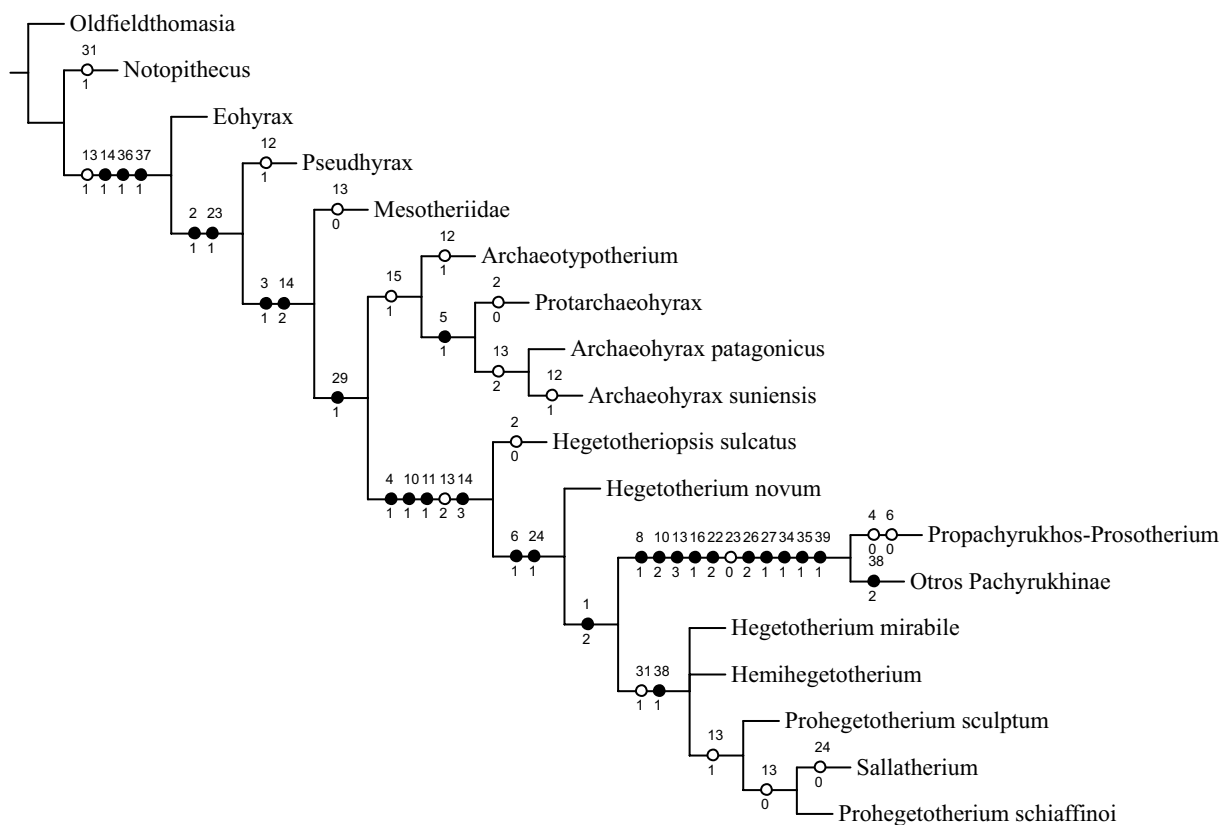 Oldfieldthomasia
31
Notopithecus
1
Eohyrax
13 14 36 37
12
Pseudhyrax
1 1 1 1
1
2 23
13
Mesotheriidae
1 1
0
12
Archaeotypotherium
1
3 14
15
2
Protarchaeohyrax
1 2
1
5
0
1
13
Archaeohyrax patagonicus
2
12
29
Archaeohyrax suniensis
1
1
2
Hegetotheriopsis sulcatus
0
4 10 11 13 14
Hegetotherium novum
1 1 1 2 3
6 24
8 10 13 16 22 23 26 27 34 35 39
4 6
Propachyrukhos-Prosotherium
1 1
1 2 3 1 2 0 2 1 1 1 1
0 0
38
Otros Pachyrukhinae
2
1
Hegetotherium mirabile
2
31 38
Hemihegetotherium
1 1
Prohegetotherium sculptum
13
1
24
13
Sallatherium
0
0
Prohegetotherium schiaffinoi